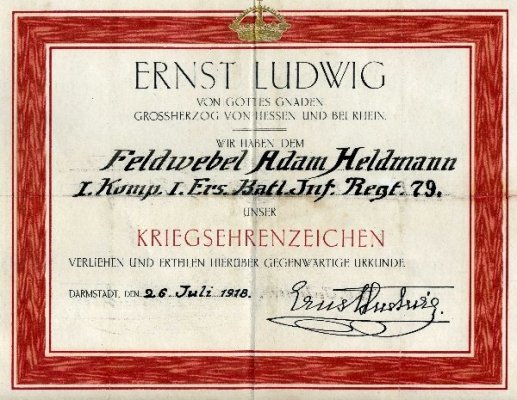 ERNST LUDWIG
VON GOTTES GNADEN
GROSSHERZOG VON HESSEN UND BEI RHEIN.
WIR HABEN DEM
Feldwebel Adam Heldmann
I. Komp. I. Ers. Batl. Inf. Regt. 79.
UNSER
KRIEGSEHRENZEICHEN
VERLIEHEN UND ERTEILEN HIERÜBER GEGENWÄRTIGE URKUNDE
DARMSTADT, DEN 26. Juli 1918.
Ernst Ludwig.